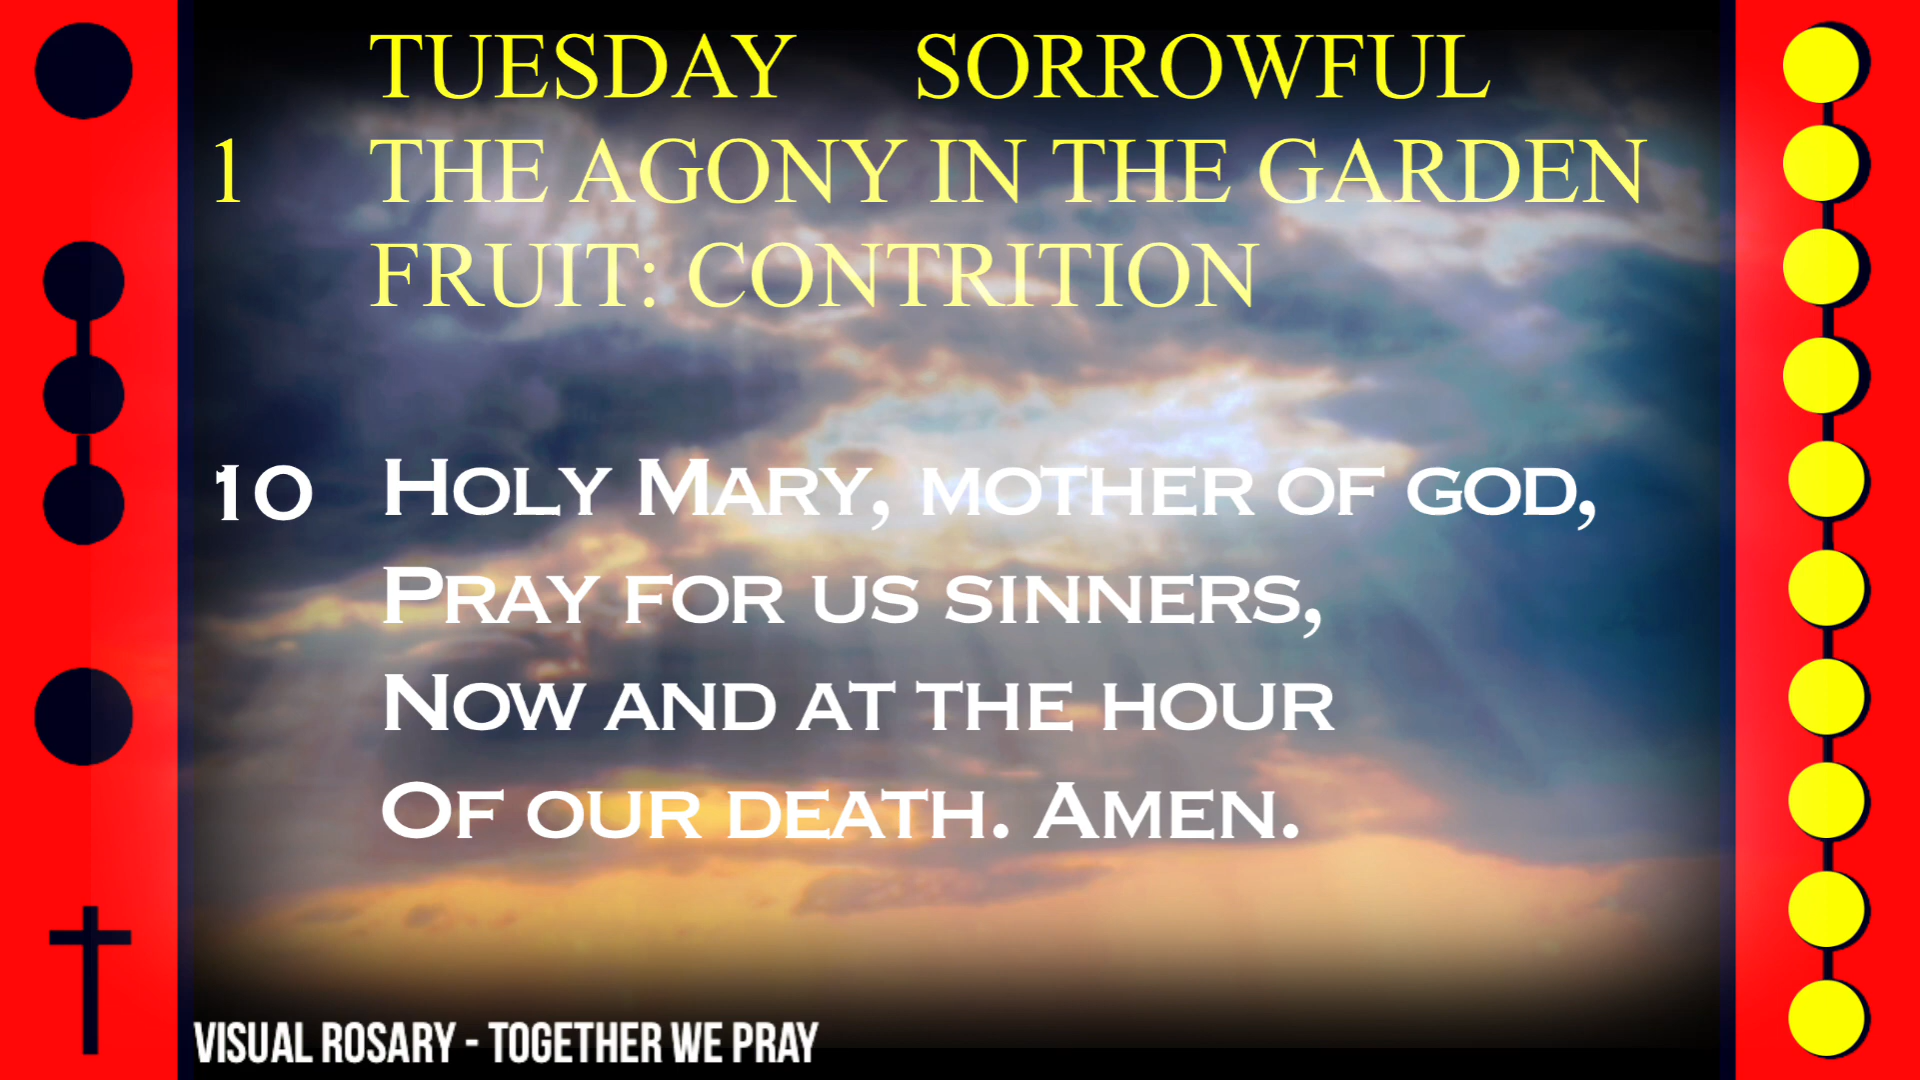 TUESDAY SORROWFUL
1 THE AGONY IN THE GARDEN
FRUIT: CONTRITION
10 HOLY MARY, MOTHER OF GOD,
PRAY FOR US SINNERS,
NOW AND AT THE HOUR
OF OUR DEATH. AMEN.
VISUAL ROSARY - TOGETHER WE PRAY